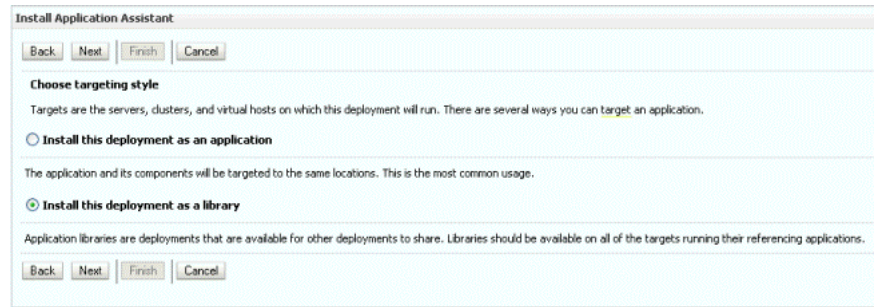 Install Application Assistant
Back Next Finish Cancel
Choose targeting style
Targets are the servers, clusters, and virtual hosts on which this deployment will run. There are several ways you can target an application.
Install this deployment as an application
The application and its components will be targeted to the same locations. This is the most common usage.
Install this deployment as a library
Application libraries are deployments that are available for other deployments to share. Libraries should be available on all of the targets running their referencing applications.
Back Next Finish Cancel